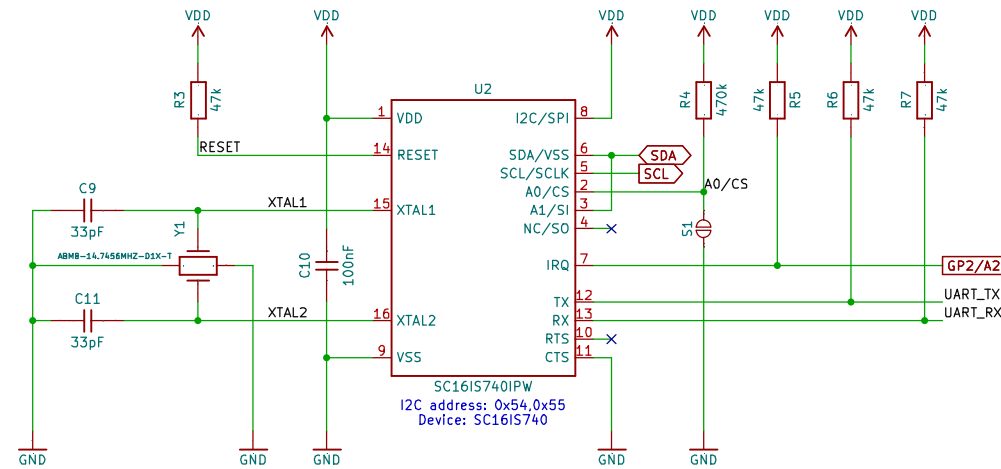 VDD
VDD
VDD
VDD
VDD
VDD
VDD
R3
47k
U2
R4
470k
47k
R5
R6
47k
R7
47k
1
VDD
I2C/SPI
8
RESET
14
RESET
SDA/VSS
6
SDA
SCL/SCLK
5
SCL
A0/CS
2
A0/CS
C9
33pF
XTAL1
15
XTAL1
A1/SI
3
NC/SO
4
S1
Y1
ABM8-14.7456MHZ-D1X-T
C10
100nF
IRQ
7
GP2/A2
C11
33pF
XTAL2
16
XTAL2
TX
12
UART_TX
RX
13
UART_RX
RTS
10
9
VSS
CTS
11
SC16IS740IPW
I2C address: 0x54,0x55
Device: SC16IS740
GND
GND
GND
GND
GND